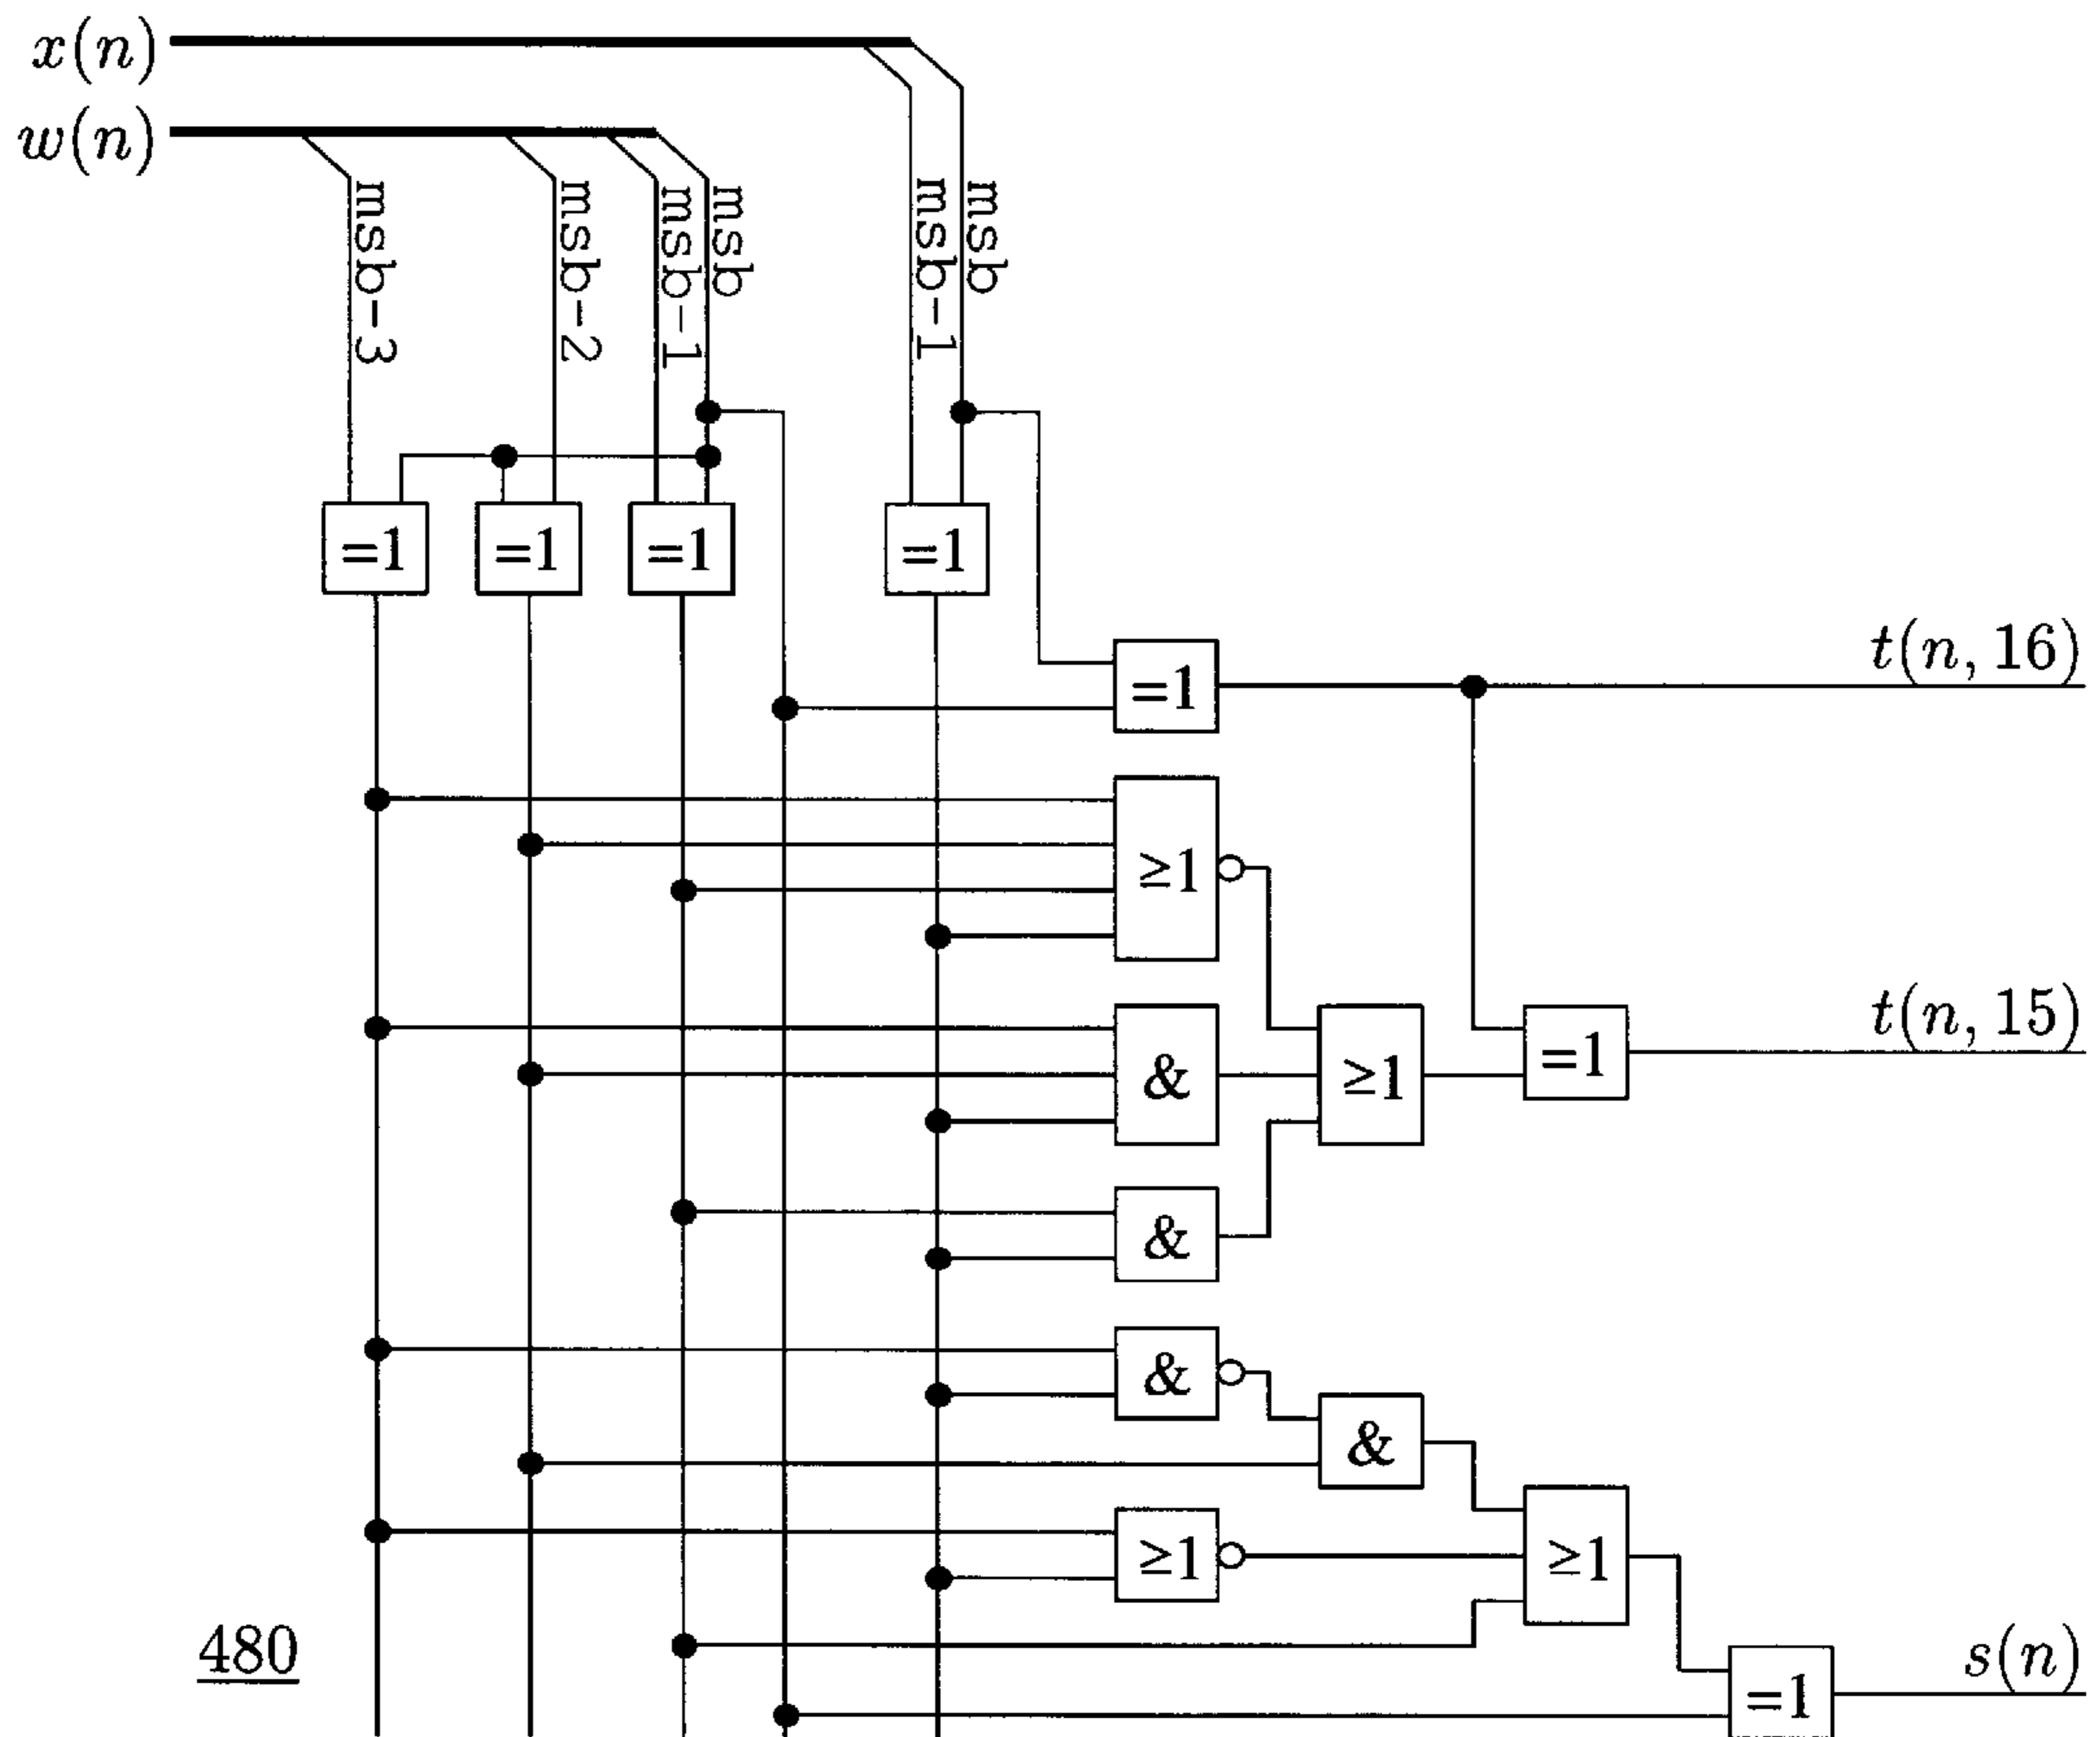 x(n)
w(n)
msb-3
msb-2
msb-1
msb
msb-1
msb
=1
=1
=1
=1
=1
t(n, 16)
≥1
&
≥1
=1
t(n, 15)
&
&
&
≥1
≥1
=1
s(n)
480